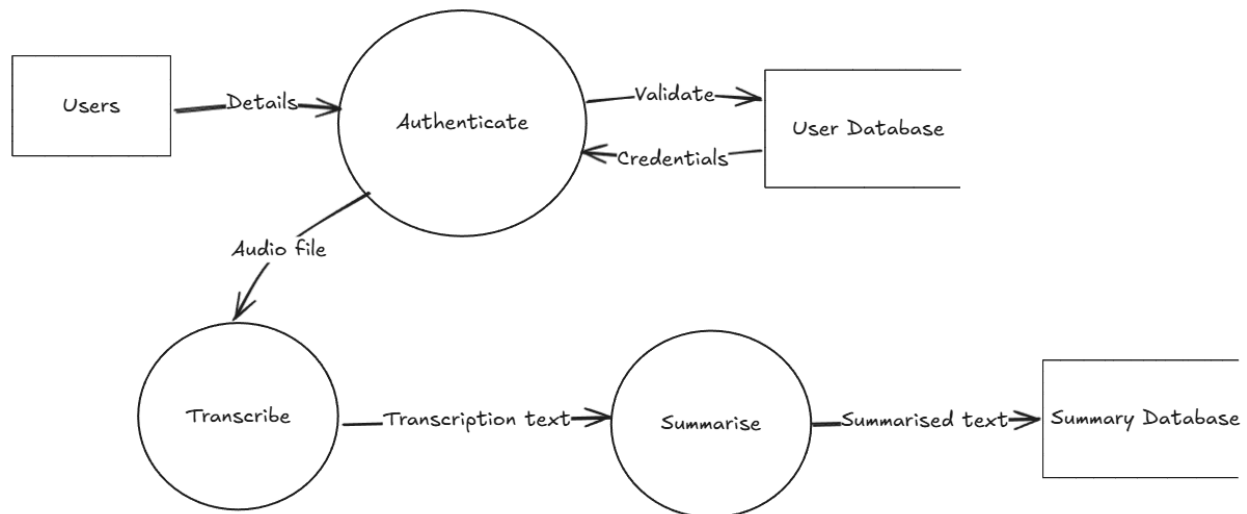 Users
Details
Authenticate
Validate
Credentials
User Database
Audio file
Transcribe
Transcription text
Summarise
Summarised text
Summary Database